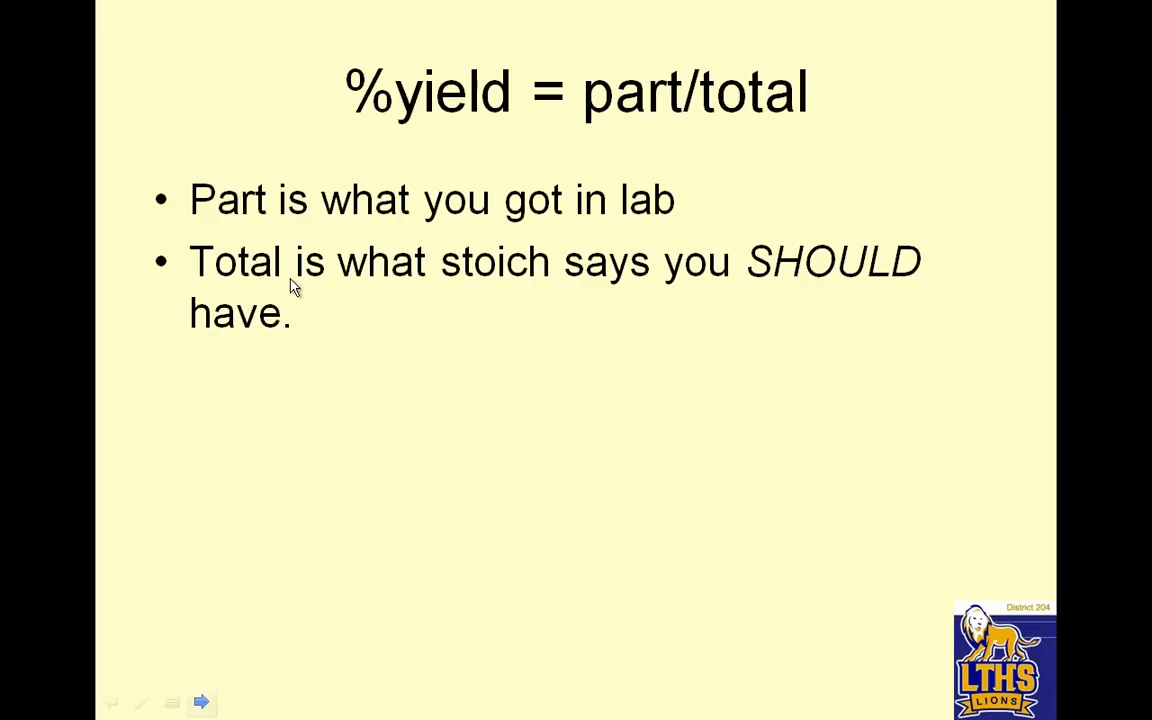 %yield = part/total
• Part is what you got in lab
• Total is what stoich says you SHOULD
have.
District 204
LTHS
LIONS